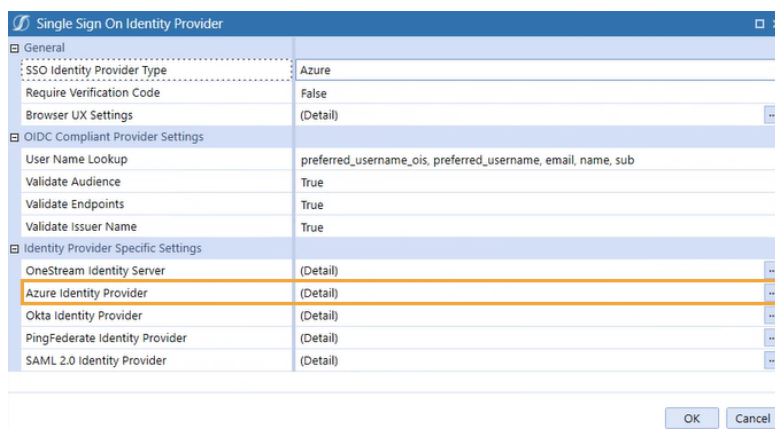 Single Sign On Identity Provider
General
SSO Identity Provider Type Azure
Require Verification Code False
Browser UX Settings (Detail)
OIDC Compliant Provider Settings
User Name Lookup preferred_username_ois, preferred_username, email, name, sub
Validate Audience True
Validate Endpoints True
Validate Issuer Name True
Identity Provider Specific Settings
OneStream Identity Server (Detail)
Azure Identity Provider (Detail)
Okta Identity Provider (Detail)
PingFederate Identity Provider (Detail)
SAML 2.0 Identity Provider (Detail)
OK Cancel